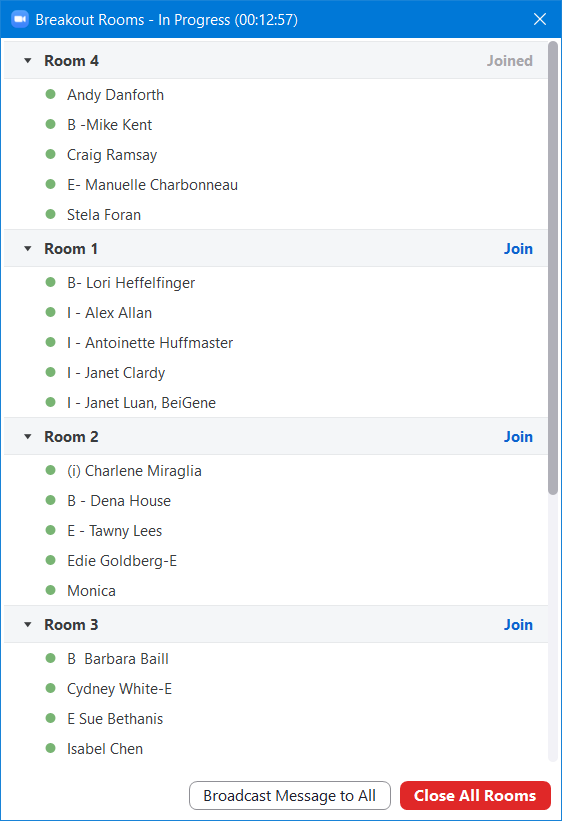 Breakout Rooms - In Progress (00:12:57)
Room 4 Joined
Andy Danforth
B -Mike Kent
Craig Ramsay
E- Manuelle Charbonneau
Stela Foran
Room 1 Join
B- Lori Heffelfinger
I - Alex Allan
I - Antoinette Huffmaster
I - Janet Clardy
I - Janet Luan, BeiGene
Room 2 Join
(i) Charlene Miraglia
B - Dena House
E - Tawny Lees
Edie Goldberg-E
Monica
Room 3 Join
B  Barbara Baill
Cydney White-E
E Sue Bethanis
Isabel Chen
Broadcast Message to All Close All Rooms